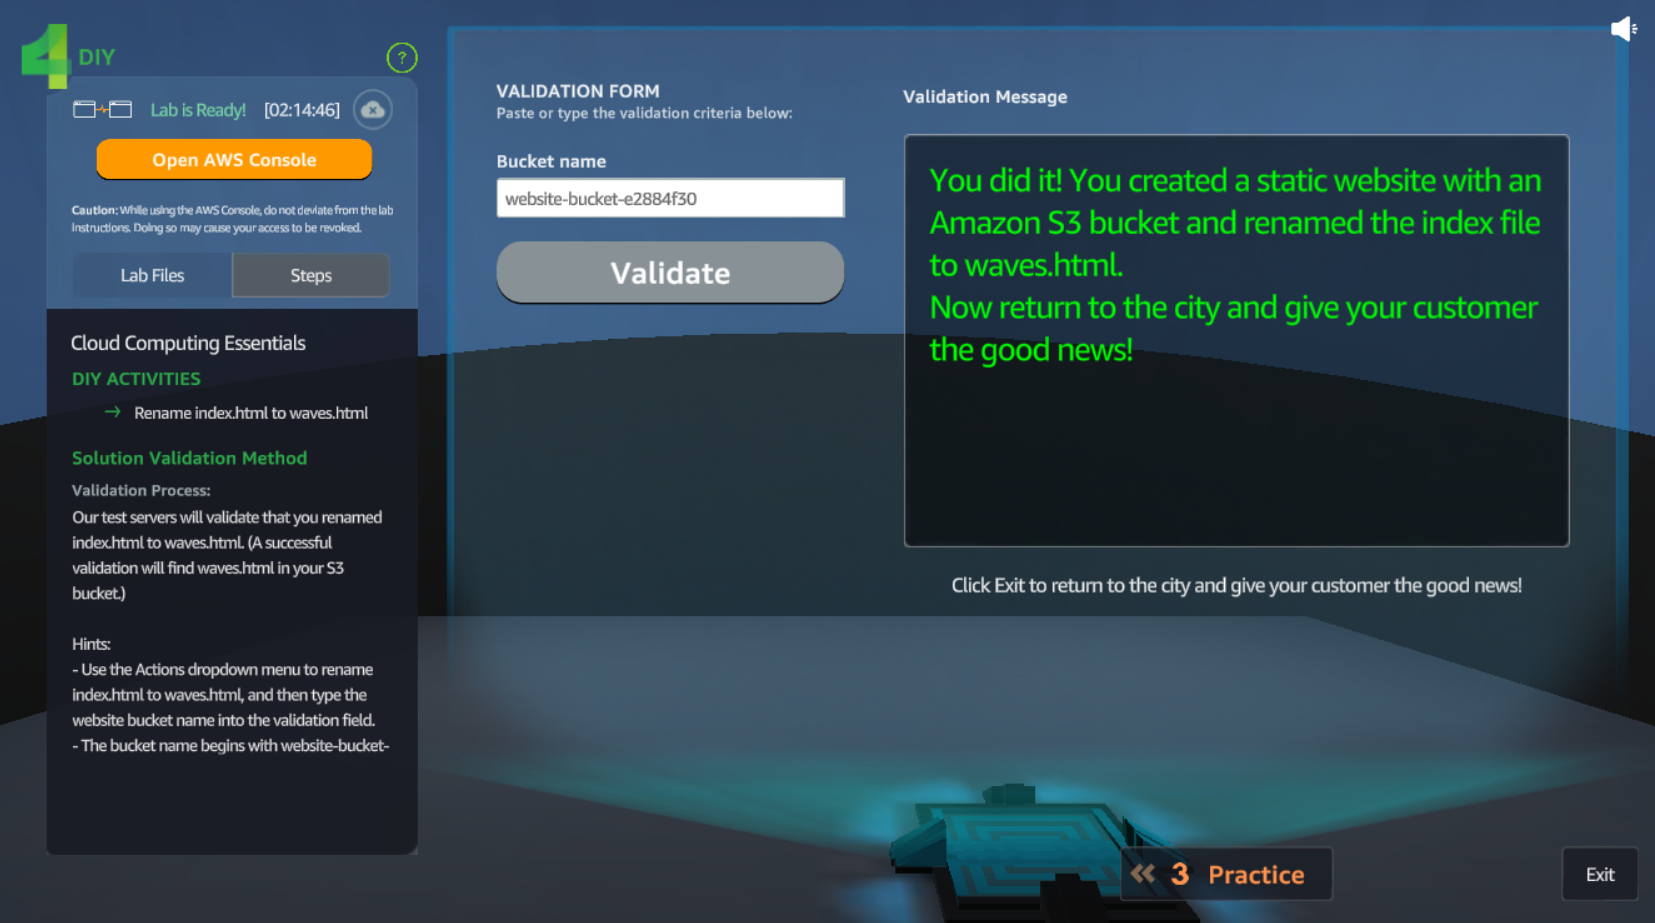 4 DIY
?
Lab is Ready! [02:14:46]
Open AWS Console
Caution: While using the AWS Console, do not deviate from the lab
instructions. Doing so may cause your access to be revoked.
Lab Files
Steps
Cloud Computing Essentials
DIY ACTIVITIES
→ Rename index.html to waves.html
Solution Validation Method
Validation Process:
Our test servers will validate that you renamed
index.html to waves.html. (A successful
validation will find waves.html in your S3
bucket.)
Hints:
- Use the Actions dropdown menu to rename
index.html to waves.html, and then type the
website bucket name into the validation field.
- The bucket name begins with website-bucket-
VALIDATION FORM
Paste or type the validation criteria below:
Bucket name
website-bucket-e2884f30
Validate
Validation Message
You did it! You created a static website with an
Amazon S3 bucket and renamed the index file
to waves.html.
Now return to the city and give your customer
the good news!
Click Exit to return to the city and give your customer the good news!
« 3 Practice
Exit